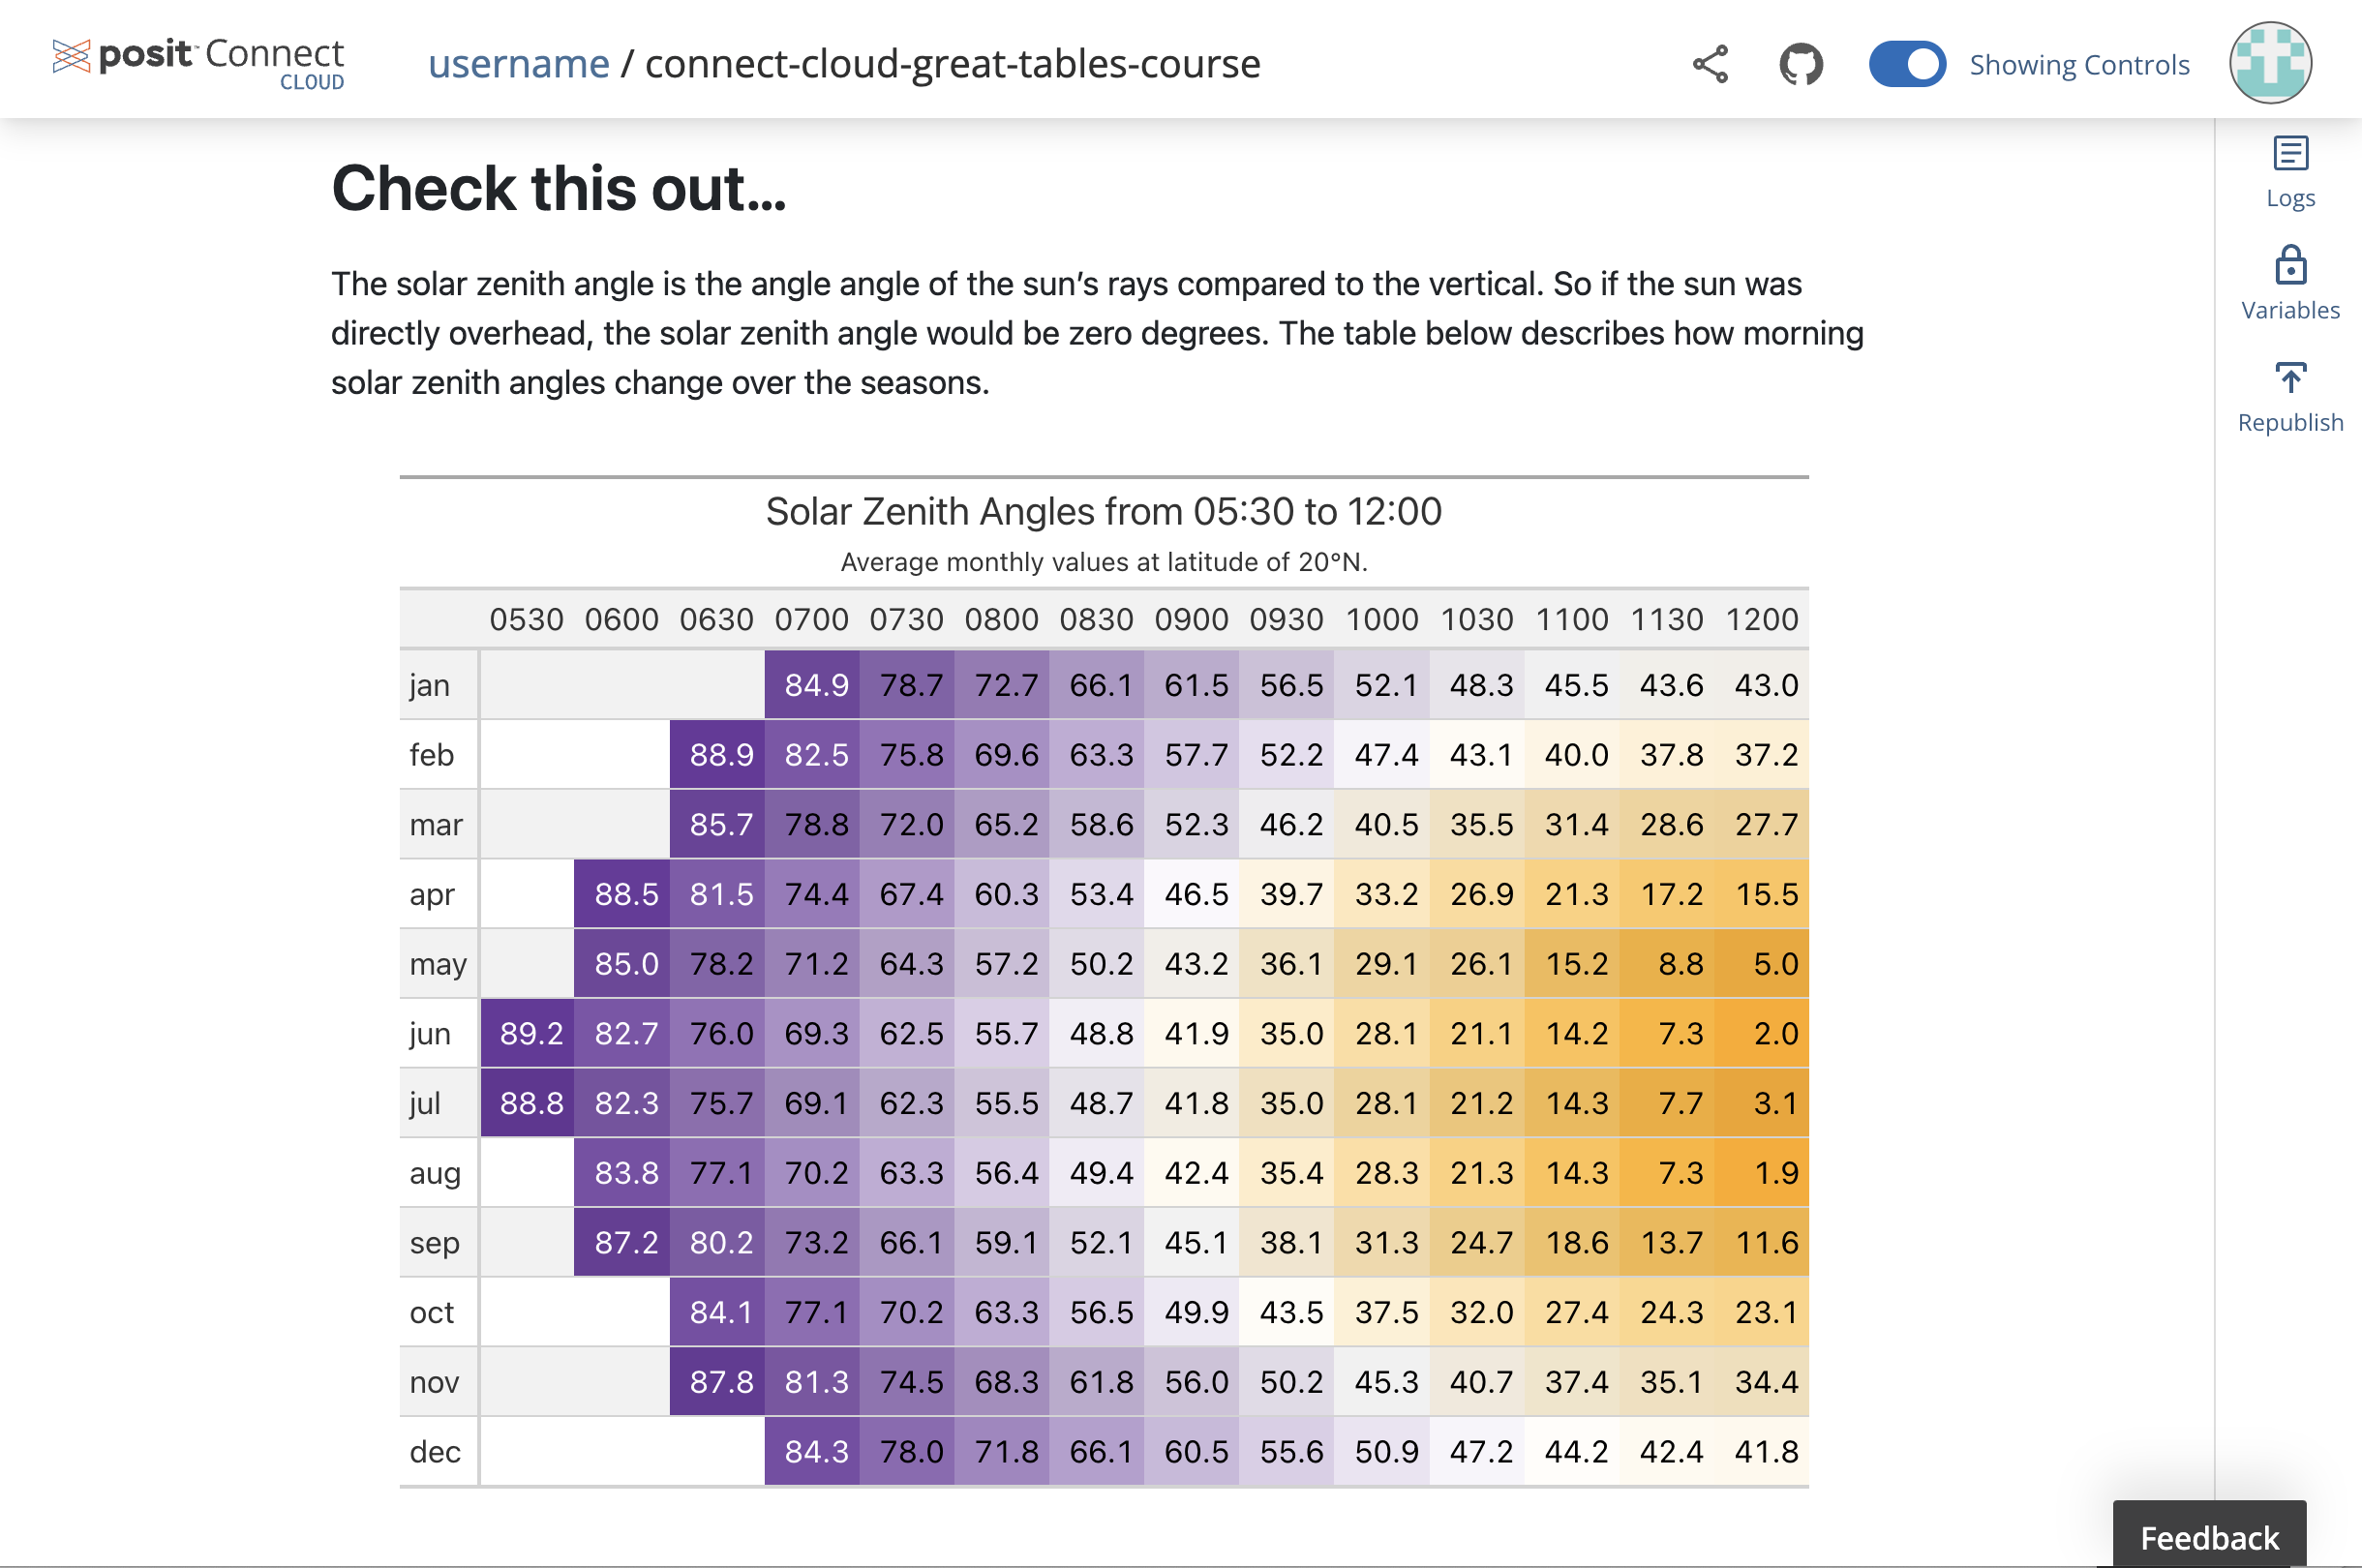 posit Connect
CLOUD
username / connect-cloud-great-tables-course
Showing Controls
Logs
Variables
Republish
Check this out...
The solar zenith angle is the angle angle of the sun’s rays compared to the vertical. So if the sun was
directly overhead, the solar zenith angle would be zero degrees. The table below describes how morning
solar zenith angles change over the seasons.
Solar Zenith Angles from 05:30 to 12:00
Average monthly values at latitude of 20°N.
0530 0600 0630 0700 0730 0800 0830 0900 0930 1000 1030 1100 1130 1200
jan 84.9 78.7 72.7 66.1 61.5 56.5 52.1 48.3 45.5 43.6 43.0
feb 88.9 82.5 75.8 69.6 63.3 57.7 52.2 47.4 43.1 40.0 37.8 37.2
mar 85.7 78.8 72.0 65.2 58.6 52.3 46.2 40.5 35.5 31.4 28.6 27.7
apr 88.5 81.5 74.4 67.4 60.3 53.4 46.5 39.7 33.2 26.9 21.3 17.2 15.5
may 85.0 78.2 71.2 64.3 57.2 50.2 43.2 36.1 29.1 26.1 15.2 8.8 5.0
jun 89.2 82.7 76.0 69.3 62.5 55.7 48.8 41.9 35.0 28.1 21.1 14.2 7.3 2.0
jul 88.8 82.3 75.7 69.1 62.3 55.5 48.7 41.8 35.0 28.1 21.2 14.3 7.7 3.1
aug 83.8 77.1 70.2 63.3 56.4 49.4 42.4 35.4 28.3 21.3 14.3 7.3 1.9
sep 87.2 80.2 73.2 66.1 59.1 52.1 45.1 38.1 31.3 24.7 18.6 13.7 11.6
oct 84.1 77.1 70.2 63.3 56.5 49.9 43.5 37.5 32.0 27.4 24.3 23.1
nov 87.8 81.3 74.5 68.3 61.8 56.0 50.2 45.3 40.7 37.4 35.1 34.4
dec 84.3 78.0 71.8 66.1 60.5 55.6 50.9 47.2 44.2 42.4 41.8
Feedback